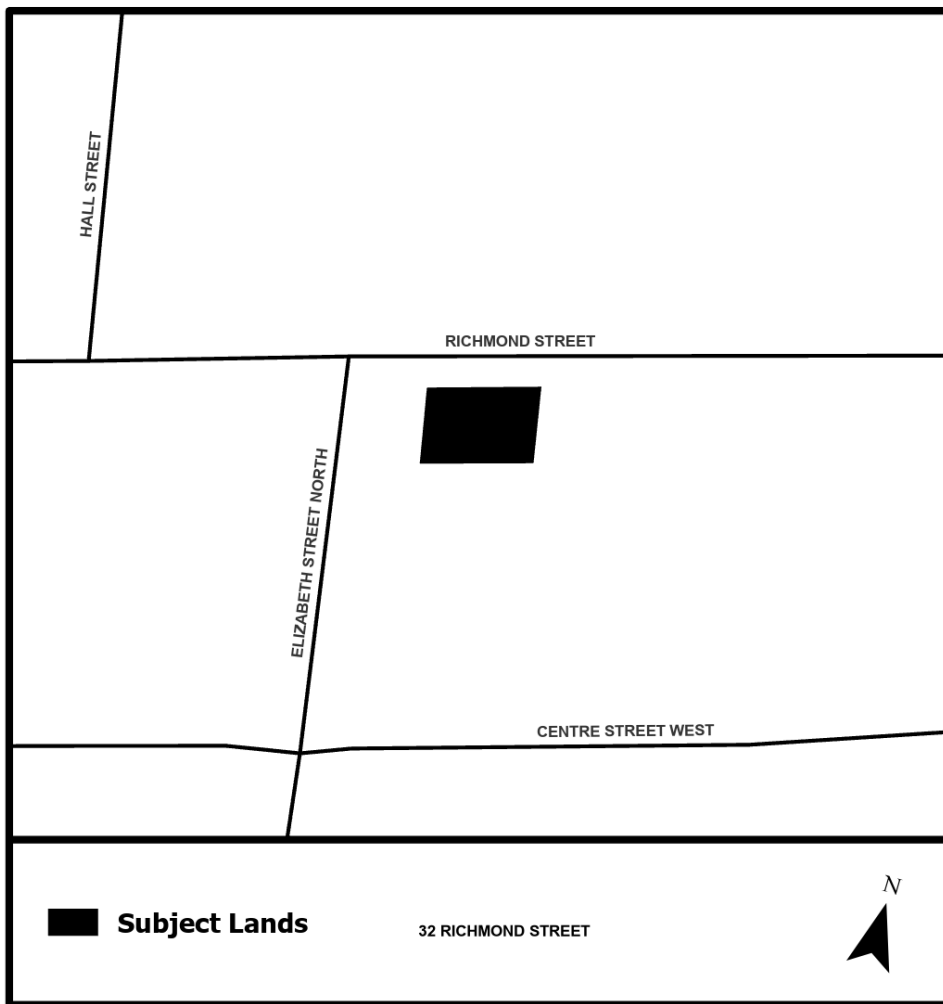 HALL STREET
RICHMOND STREET
ELIZABETH STREET NORTH
CENTRE STREET WEST
N
Subject Lands
32 RICHMOND STREET